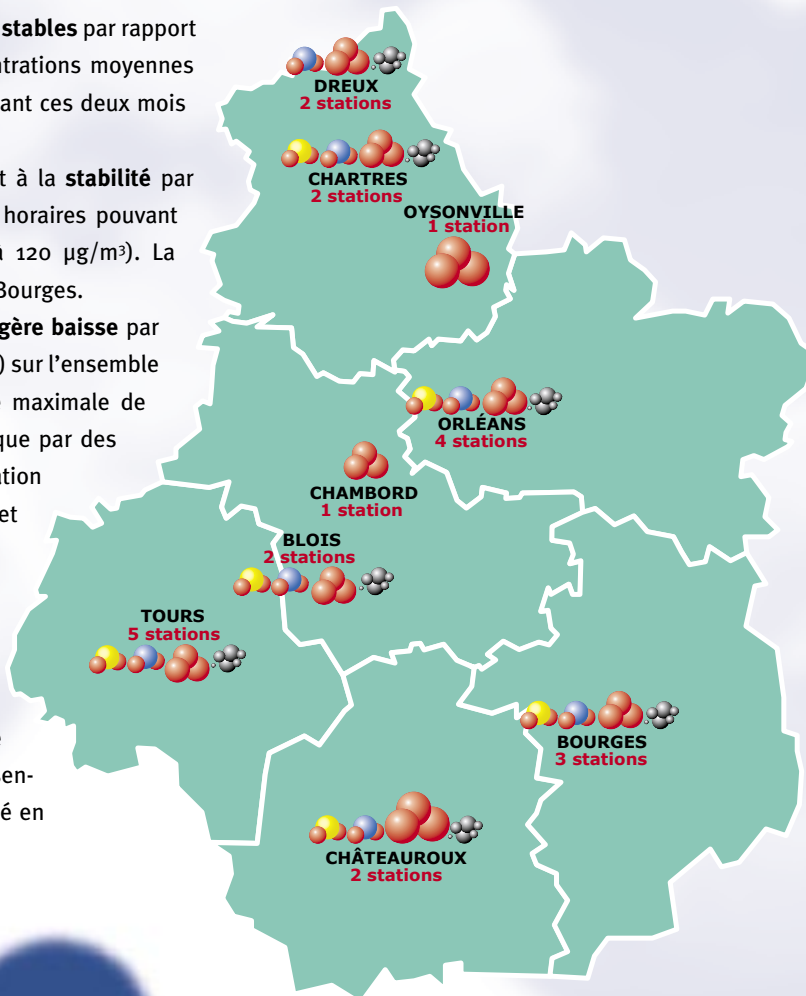 stables par rapport
ntrations moyennes
ant ces deux mois
t à la stabilité par
horaires pouvant
à 120 µg/m³). La
Bourges.
gère baisse par
) sur l'ensemble
maximale de
que par des
ation
et
sen-
é en
DREUX
2 stations
CHARTRES
2 stations
OYSONVILLE
1 station
ORLÉANS
4 stations
CHAMBORD
1 station
BLOIS
2 stations
TOURS
5 stations
BOURGES
3 stations
CHÂTEAUROUX
2 stations